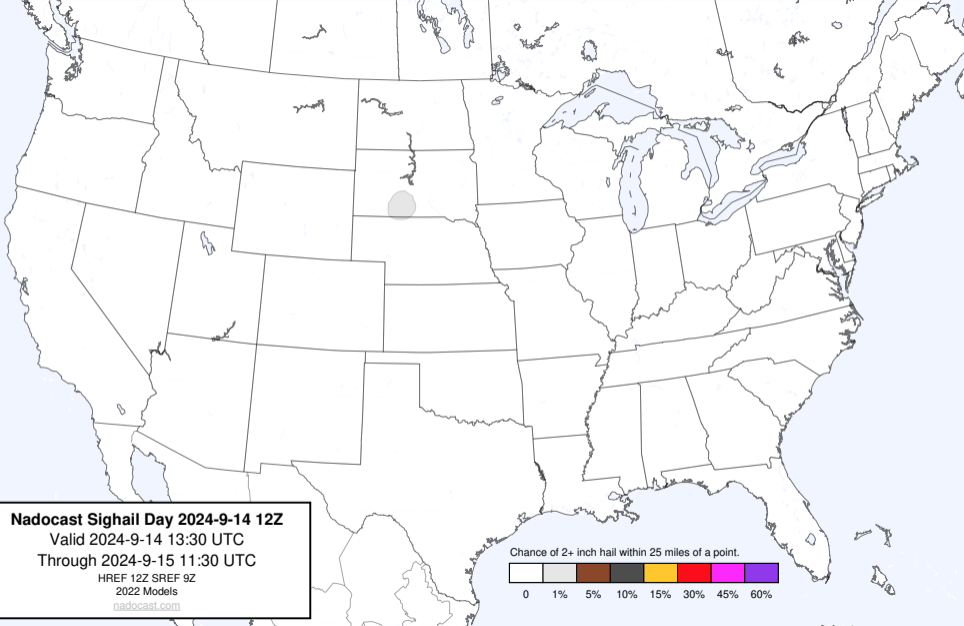 Nadocast Sighail Day 2024-9-14 12Z
Valid 2024-9-14 13:30 UTC
Through 2024-9-15 11:30 UTC
HREF 12Z SREF 9Z
2022 Models
nadocast.com
Chance of 2+ inch hail within 25 miles of a point.
0 1% 5% 10% 15% 30% 45% 60%